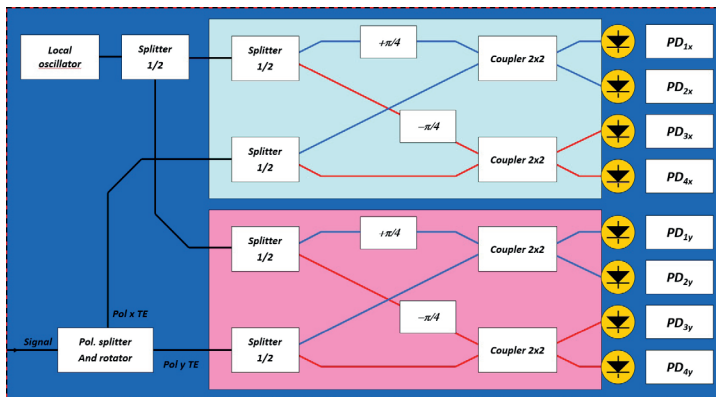 Local
oscillator
Splitter
1/2
Splitter
1/2
+π/4
Coupler 2x2
PD1x
PD2x
−π/4
PD3x
Splitter
1/2
Coupler 2x2
PD4x
Splitter
1/2
+π/4
Coupler 2x2
PD1y
PD2y
Pol x TE
−π/4
PD3y
Signal
Pol. splitter
And rotator
Pol y TE
Splitter
1/2
Coupler 2x2
PD4y